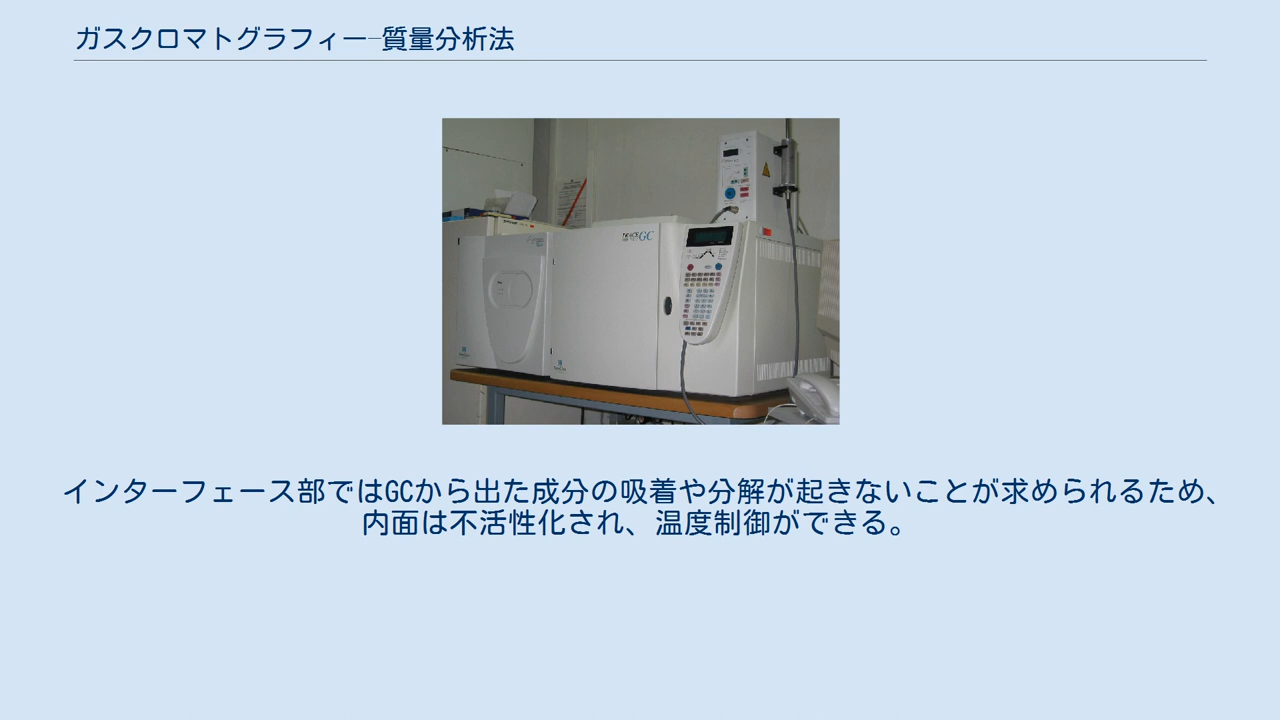 ガスクロマトグラフィー–質量分析法
TRACE GC
インターフェース部ではGCから出た成分の吸着や分解が起きないことが求められるため、
内面は不活性化され、温度制御ができる。